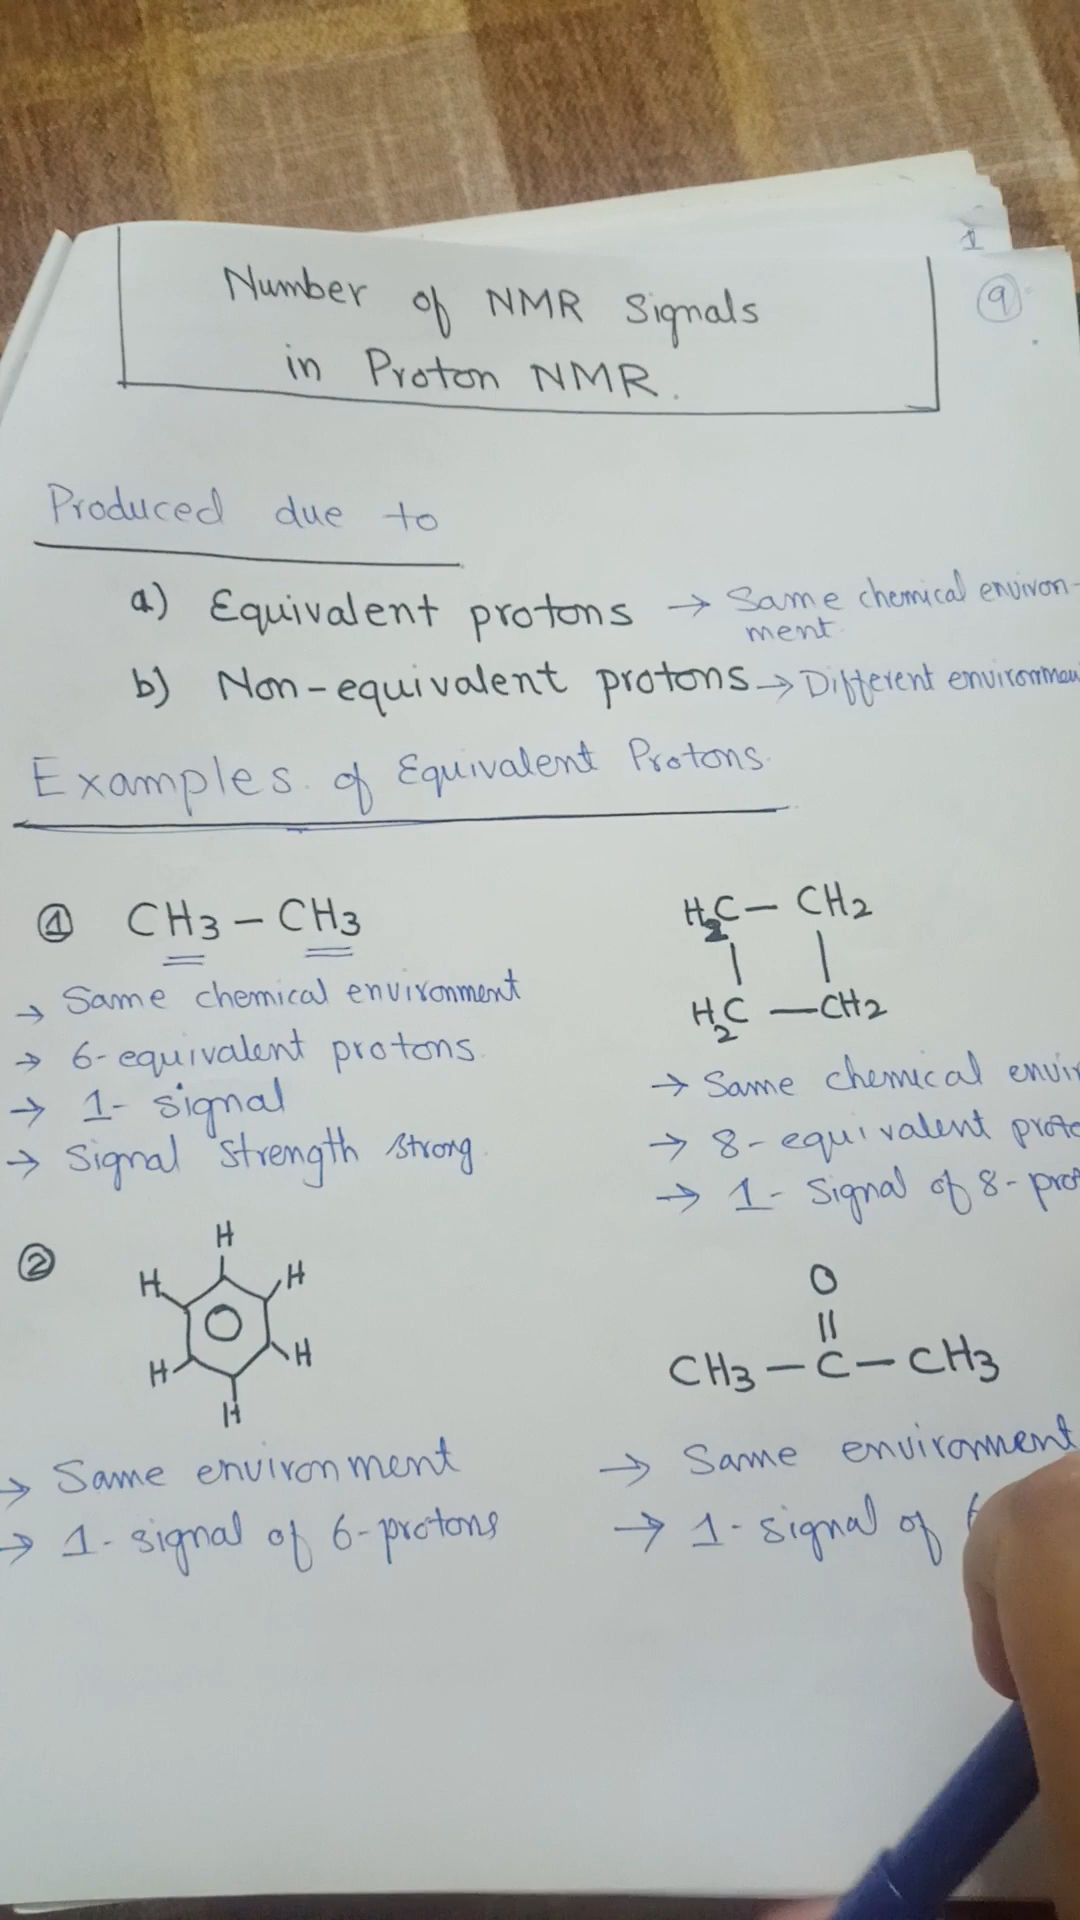 1
9
Number of NMR Signals
in Proton NMR.
Produced due to
a) Equivalent protons → Same chemical environ-
ment.
b) Non-equivalent protons → Different
Examples of Equivalent Protons.
① CH3 – CH3
→ Same chemical environment
→ 6-equivalent protons.
→ 1- signal
→ Signal Strength strong.
H2C – CH2
| |
H2C – CH2
→ Same chemical
→ 8-equivalent
→ 1- Signal of 8-
②
H
H H
H H
H
→ Same environment
→ 1- signal of 6-protons
O
||
CH3 – C – CH3
→ Same environment
→ 1- signal of